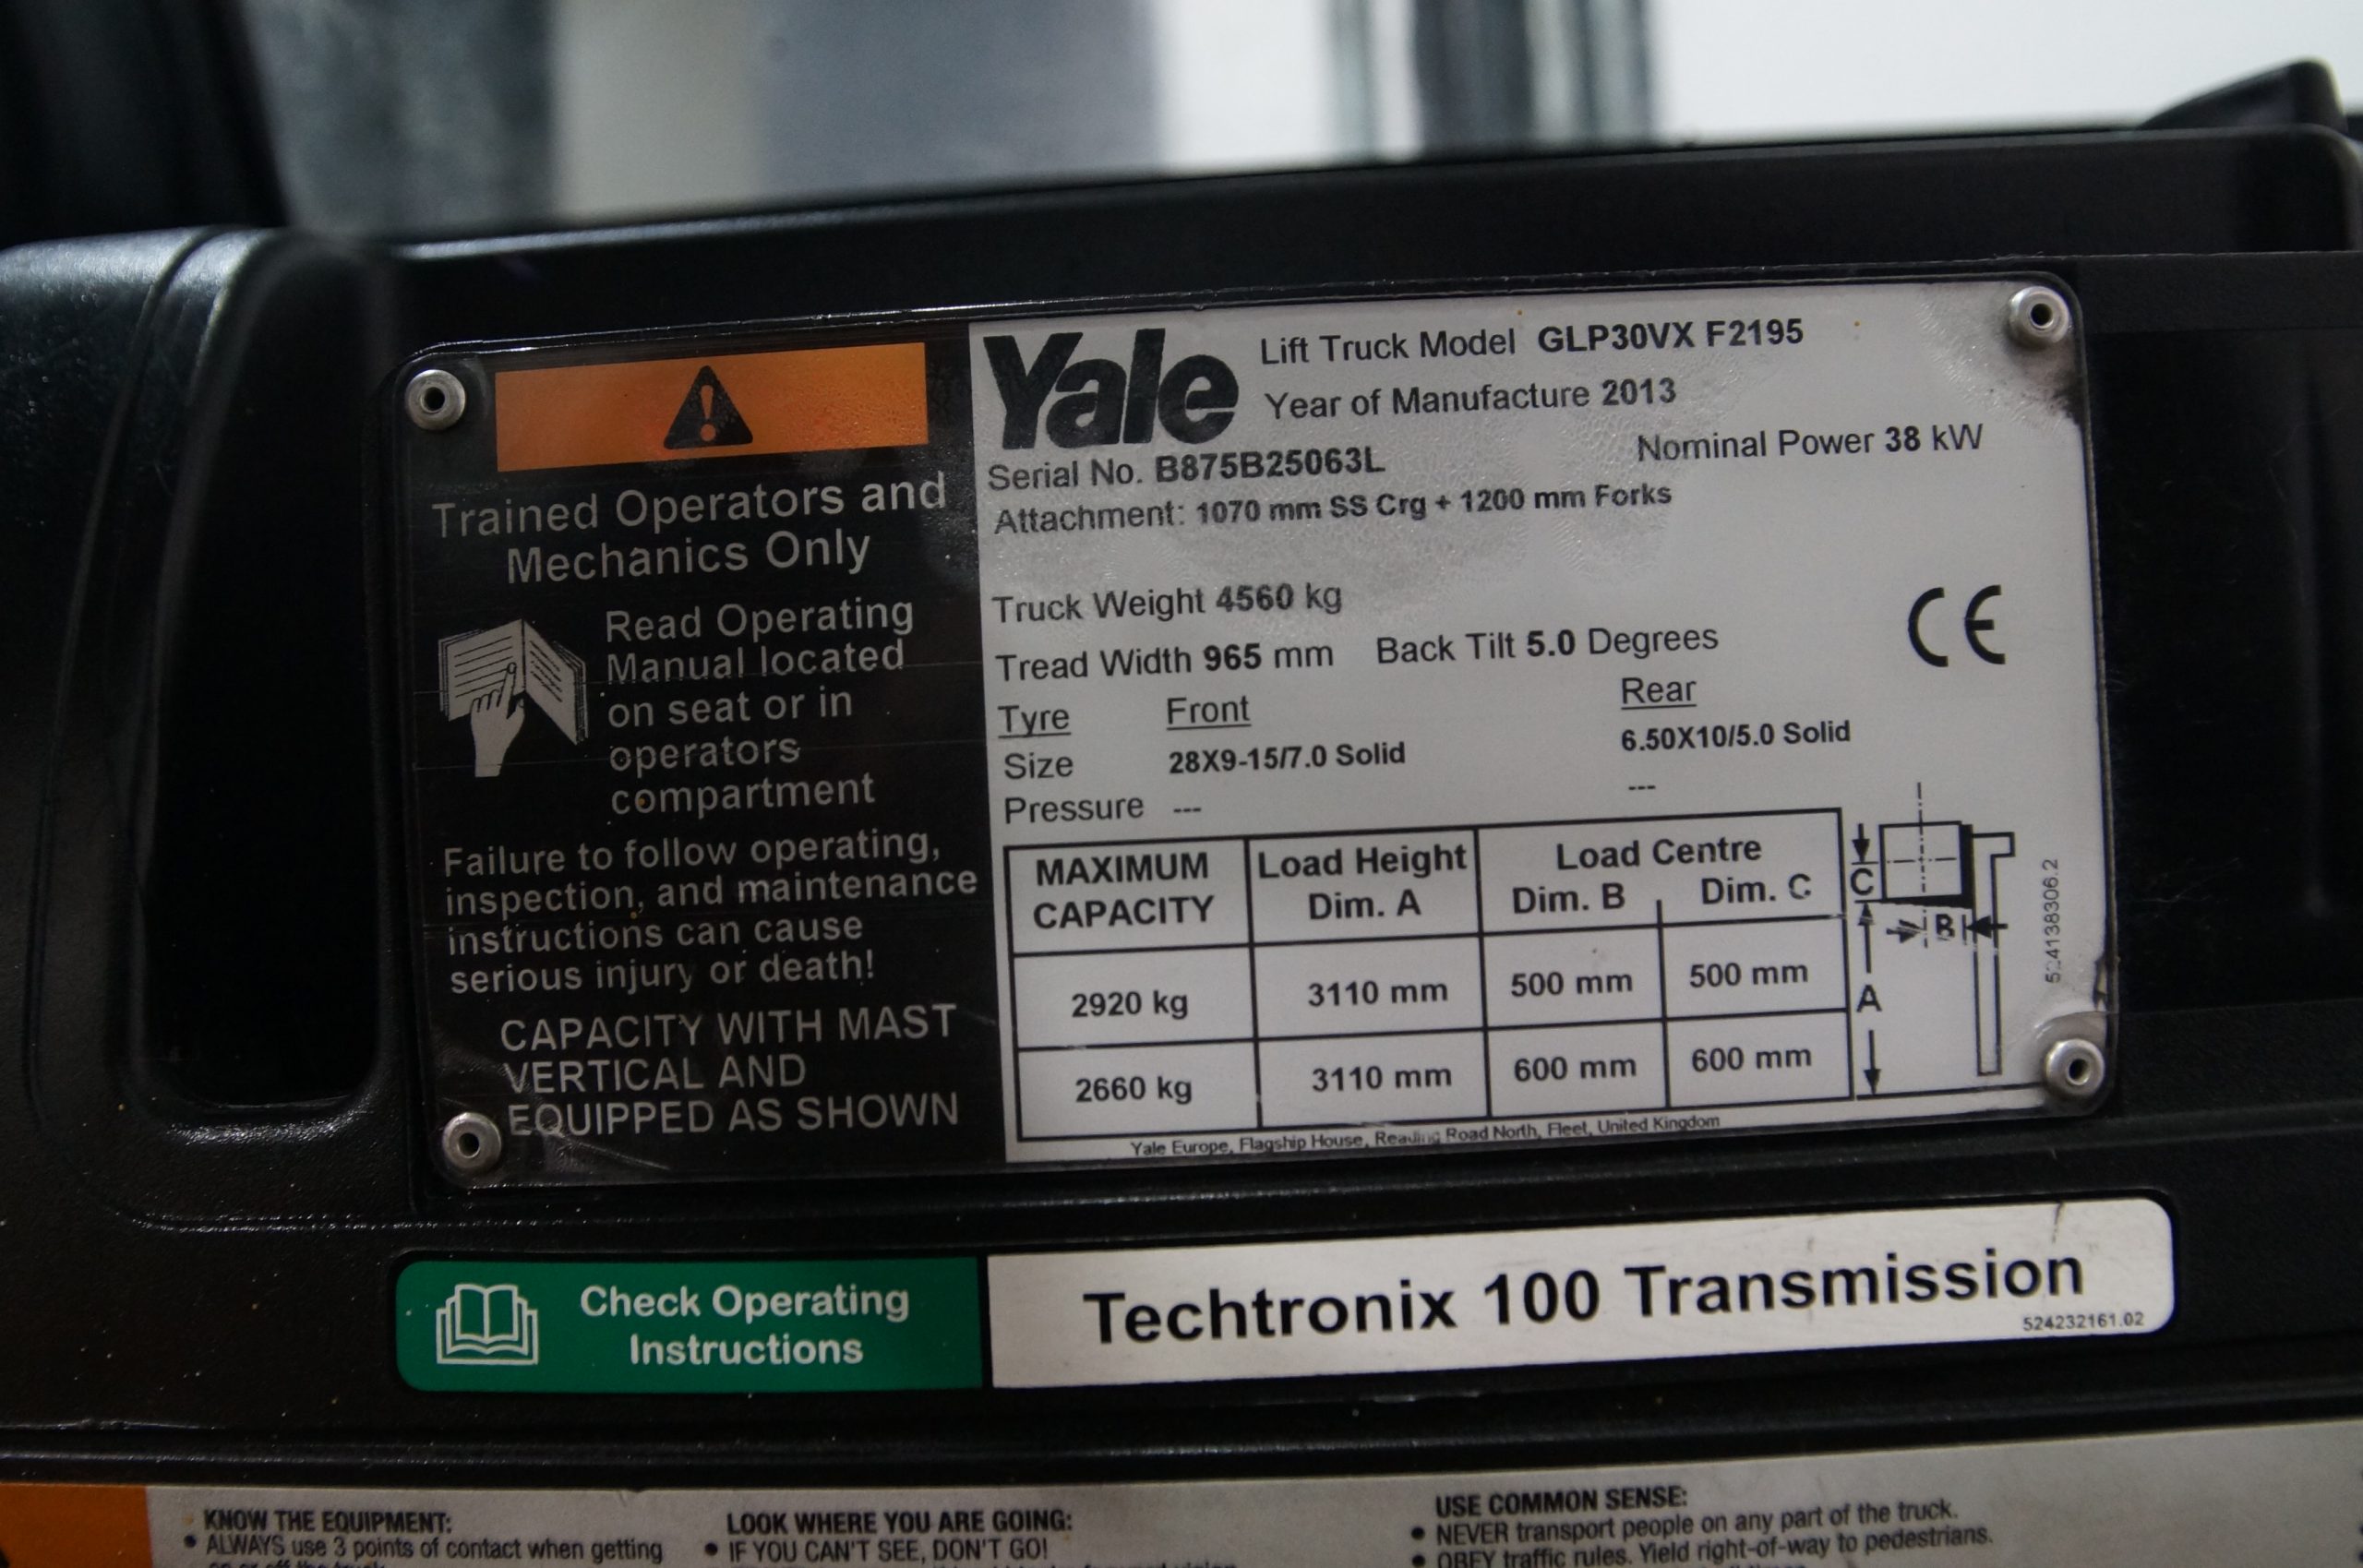 Trained Operators and
Mechanics Only
Read Operating
Manual located
on seat or in
operators
compartment
Failure to follow operating,
inspection, and maintenance
instructions can cause
serious injury or death!
CAPACITY WITH MAST
VERTICAL AND
EQUIPPED AS SHOWN
Yale
Lift Truck Model GLP30VX F2195
Year of Manufacture 2013
Nominal Power 38 kW
Serial No. B875B25063L
Attachment: 1070 mm SS Crg + 1200 mm Forks
Truck Weight 4560 kg
Tread Width 965 mm Back Tilt 5.0 Degrees
CE
Tyre Front Rear
Size 28X9-15/7.0 Solid 6.50X10/5.0 Solid
Pressure --- ---
MAXIMUM CAPACITY Load Height Dim. A Load Centre Dim. B Dim. C
2920 kg 3110 mm 500 mm 500 mm
2660 kg 3110 mm 600 mm 600 mm
C
B
A
524138306.2
Yale Europe, Flagship House, Reading Road North, Fleet, United Kingdom
Check Operating
Instructions
Techtronix 100 Transmission
524232161.02
KNOW THE EQUIPMENT:
• ALWAYS use 3 points of contact when getting
LOOK WHERE YOU ARE GOING:
• IF YOU CAN'T SEE, DON'T GO!
USE COMMON SENSE:
• NEVER transport people on any part of the truck.
• OBEY traffic rules. Yield right-of-way to pedestrians.